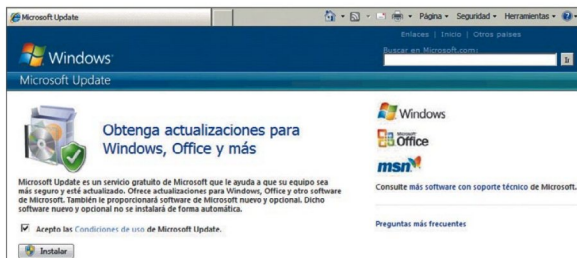 Microsoft Update
Página Seguridad Herramientas
Enlaces | Inicio | Otros países
Buscar en Microsoft.com:
Ir
Windows
Microsoft Update
Obtenga actualizaciones para
Windows, Office y más
Microsoft Update es un servicio gratuito de Microsoft que le ayuda a que su equipo sea
más seguro y esté actualizado. Ofrece actualizaciones para Windows, Office y otro software
de Microsoft. También le proporcionará software de Microsoft nuevo y opcional. Dicho
software nuevo y opcional no se instalará de forma automática.
Acepto las Condiciones de uso de Microsoft Update.
Instalar
Windows
Microsoft
Office
msn
Consulte más software con soporte técnico de Microsoft.
Preguntas más frecuentes